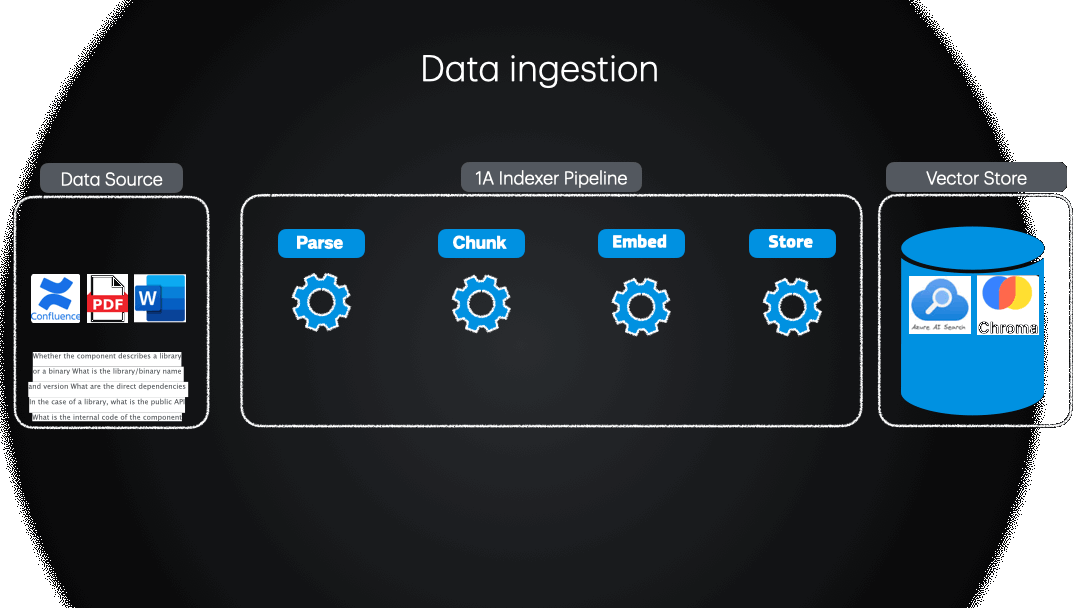 Data ingestion
Data Source
1A Indexer Pipeline
Vector Store
Parse
Chunk
Embed
Store
Confluence
PDF
W
Azure AI Search
Chroma
Whether the component describes a library
or a binary What is the library/binary name
and version What are the direct dependencies
In the case of a library, what is the public API
What is the internal code of the component